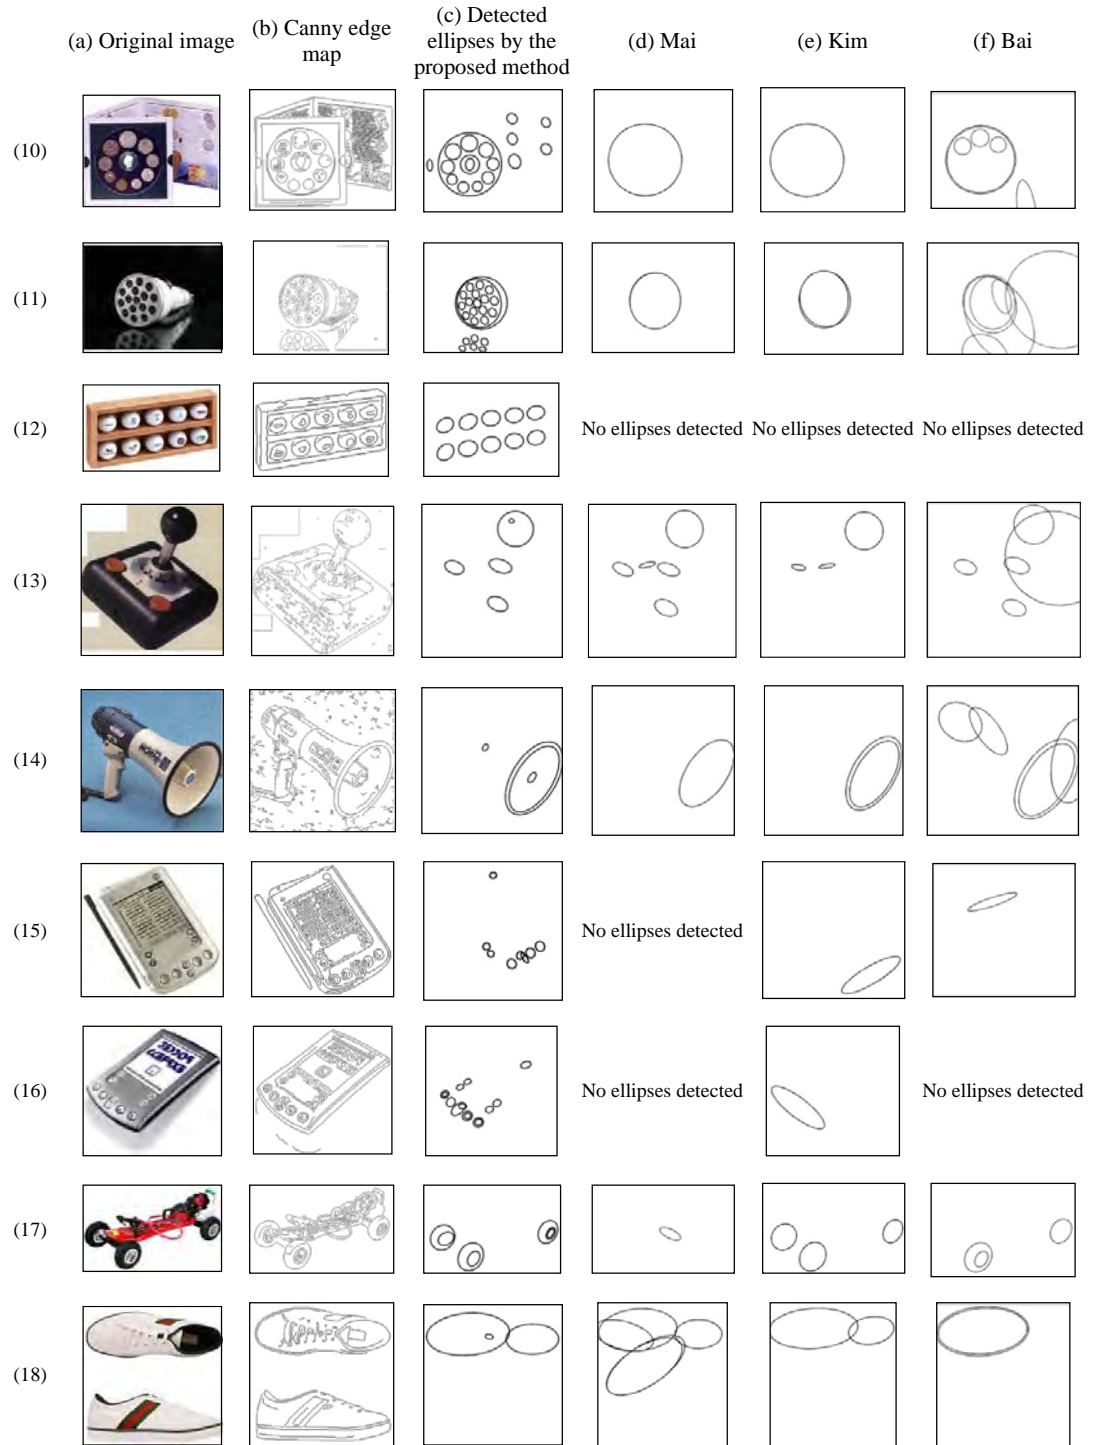 (a) Original image
(b) Canny edge
map
(c) Detected
ellipses by the
proposed method
(d) Mai
(e) Kim
(f) Bai
(10)
(11)
(12)
No ellipses detected
No ellipses detected
No ellipses detected
(13)
(14)
(15)
No ellipses detected
(16)
No ellipses detected
No ellipses detected
(17)
(18)